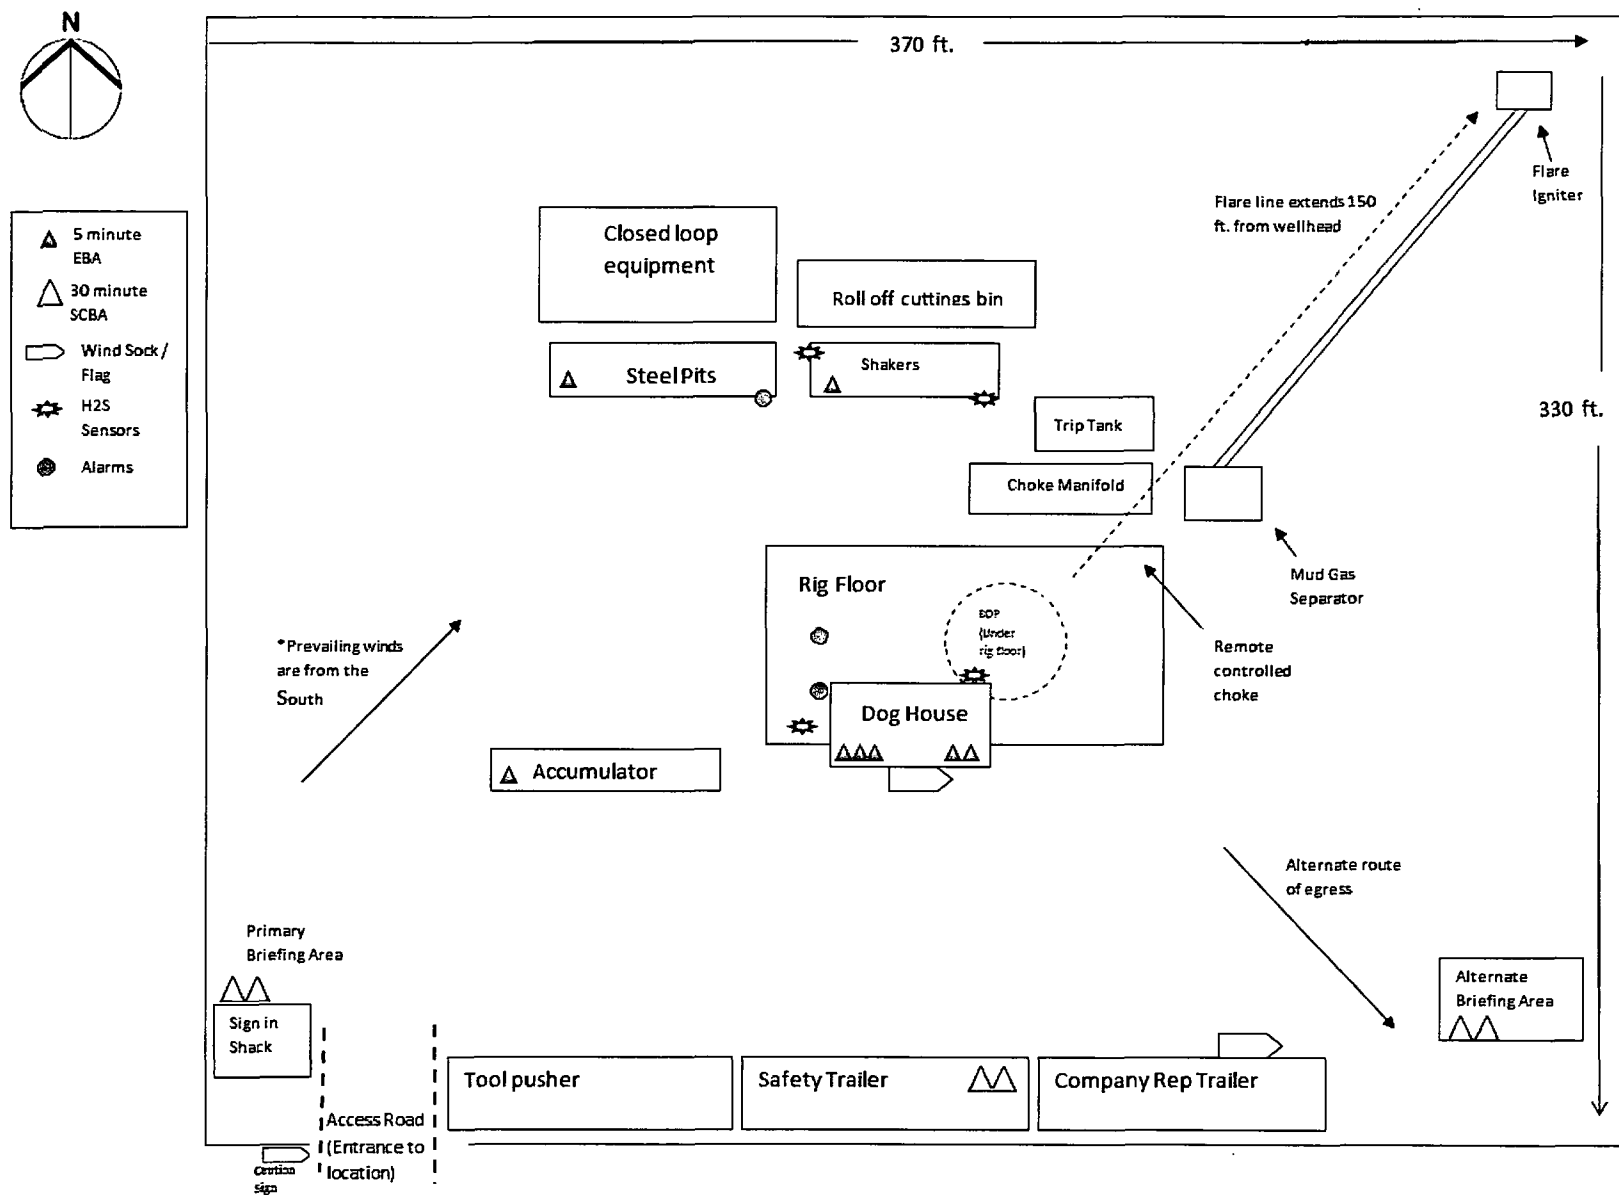 N
370 ft.
Flare
Igniter
Flare line extends 150
ft. from wellhead
5 minute
EBA
30 minute
SCBA
Wind Sock /
Flag
H2S
Sensors
Alarms
Closed loop
equipment
Roll off cuttings bin
Steel Pits
Shakers
330 ft.
Trip Tank
Choke Manifold
Mud Gas
Separator
Rig Floor
BOP
(Under
rig floor)
Remote
controlled
choke
*Prevailing winds
are from the
South
Dog House
Accumulator
Alternate route
of egress
Primary
Briefing Area
Sign in
Shack
Alternate
Briefing Area
Tool pusher
Safety Trailer
Company Rep Trailer
Access Road
(Entrance to
location)
Caution
sign